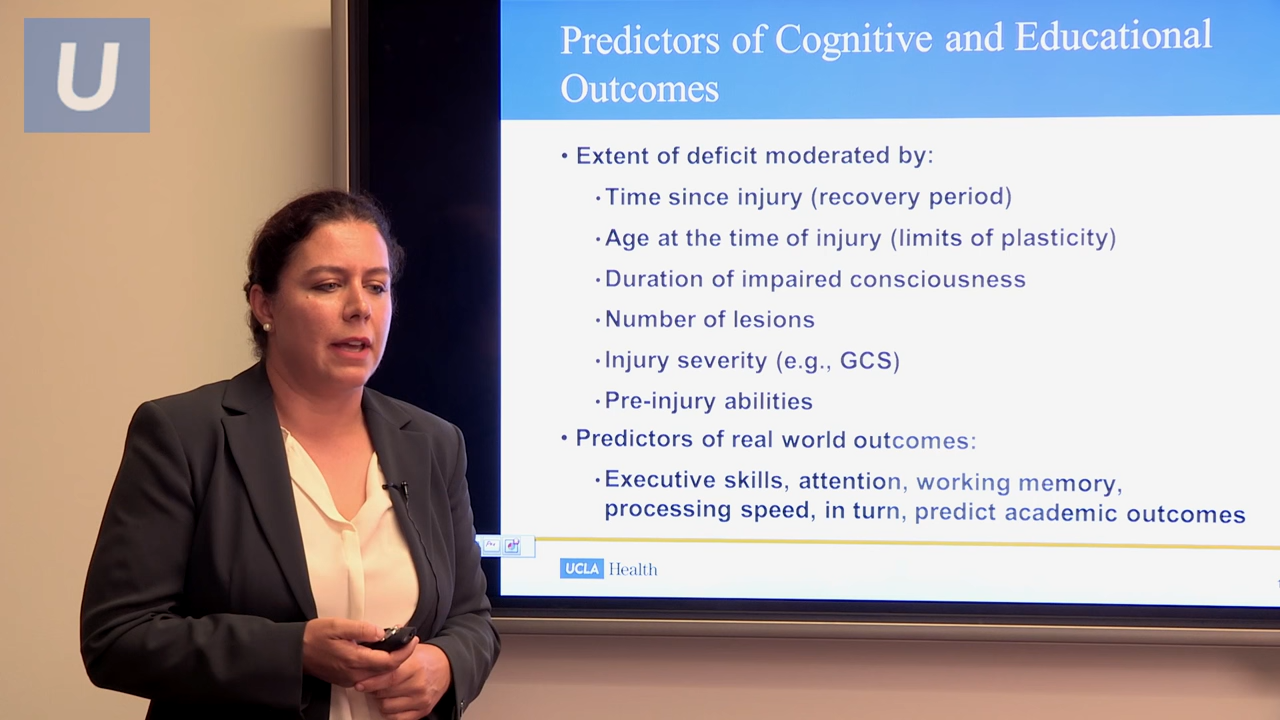 U
Predictors of Cognitive and Educational
Outcomes
• Extent of deficit moderated by:
• Time since injury (recovery period)
• Age at the time of injury (limits of plasticity)
• Duration of impaired consciousness
• Number of lesions
• Injury severity (e.g., GCS)
• Pre-injury abilities
• Predictors of real world outcomes:
• Executive skills, attention, working memory,
processing speed, in turn, predict academic outcomes
UCLA Health